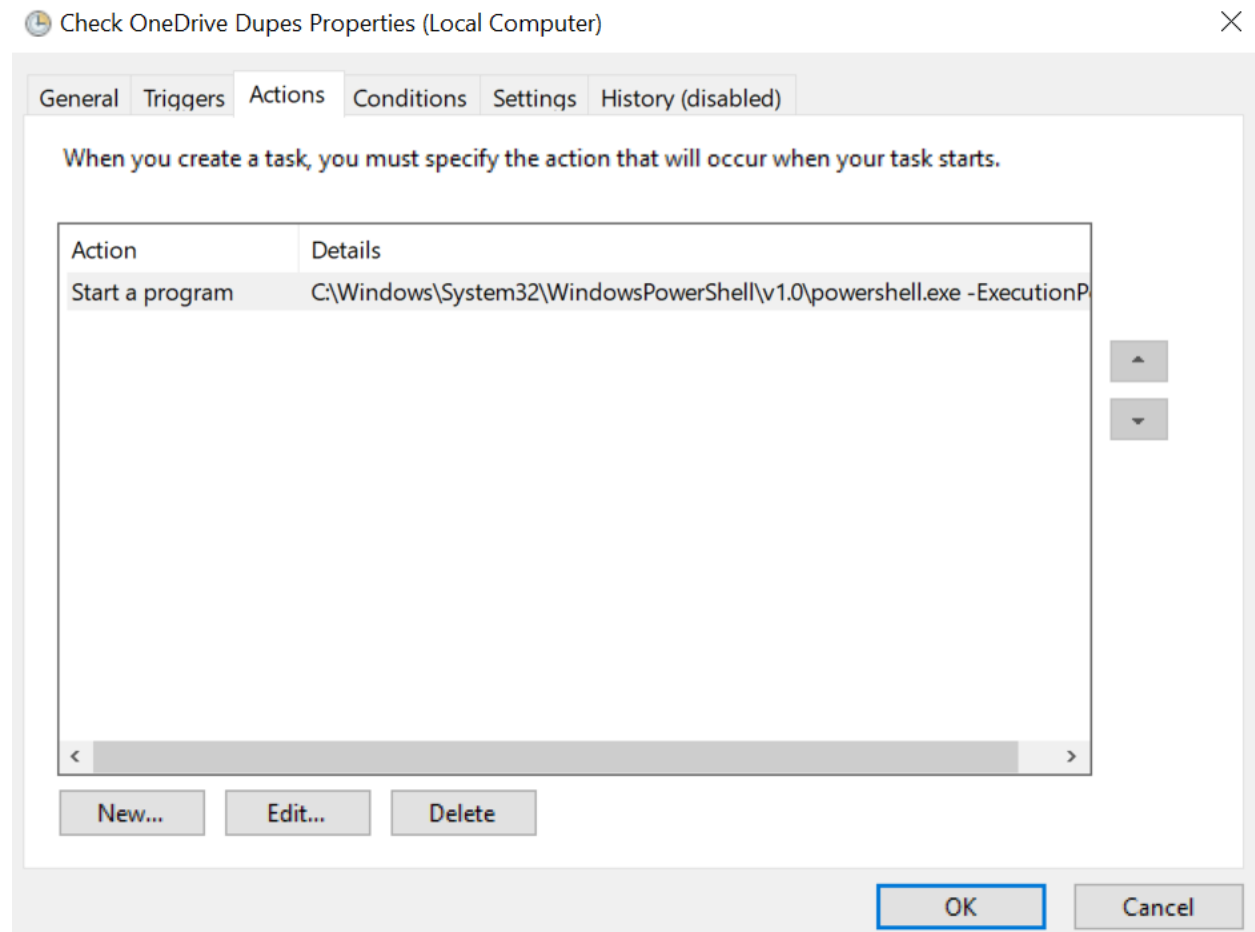 Check OneDrive Dupes Properties (Local Computer)
General Triggers Actions Conditions Settings History (disabled)
When you create a task, you must specify the action that will occur when your task starts.
Action Details
Start a program C:\Windows\System32\WindowsPowerShell\v1.0\powershell.exe -ExecutionP
New... Edit... Delete
OK Cancel